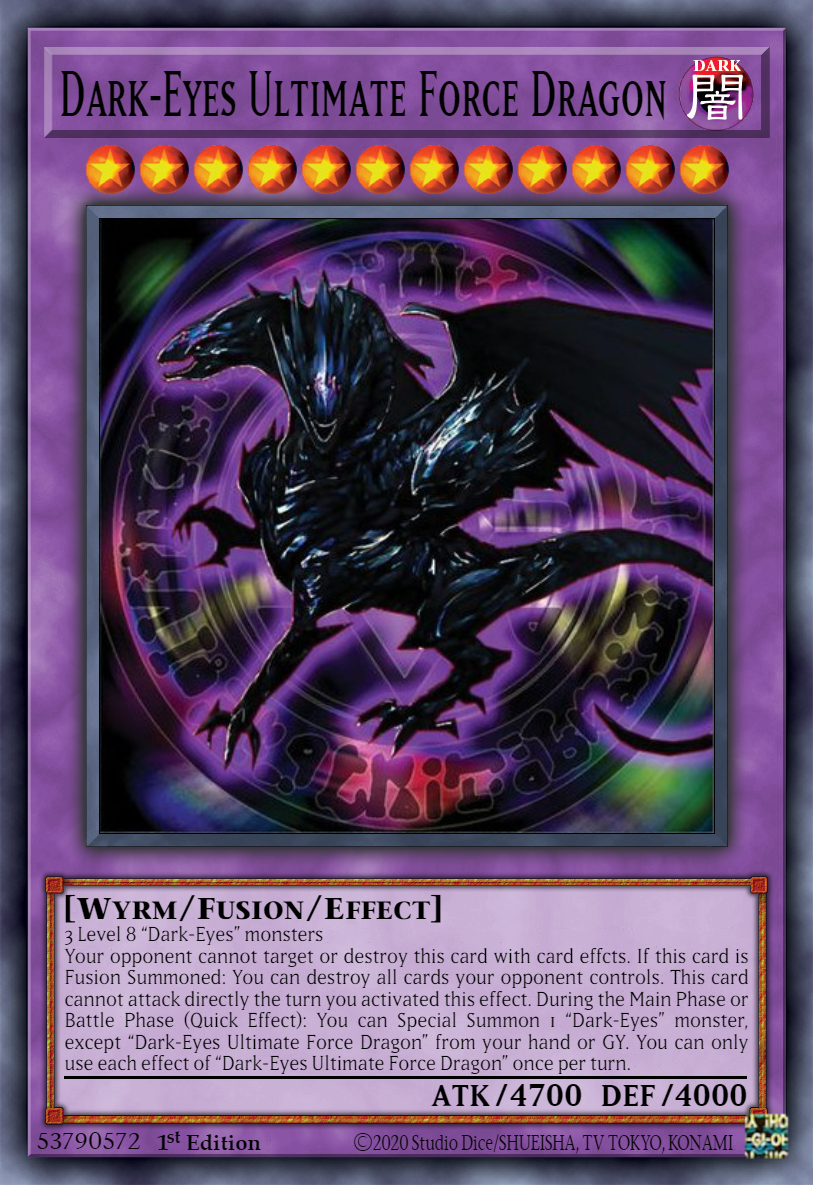 Dark-Eyes Ultimate Force Dragon
DARK
闇
[Wyrm/Fusion/Effect]
3 Level 8 “Dark-Eyes” monsters
Your opponent cannot target or destroy this card with card effcts. If this card is
Fusion Summoned: You can destroy all cards your opponent controls. This card
cannot attack directly the turn you activated this effect. During the Main Phase or
Battle Phase (Quick Effect): You can Special Summon 1 “Dark-Eyes” monster,
except “Dark-Eyes Ultimate Force Dragon” from your hand or GY. You can only
use each effect of “Dark-Eyes Ultimate Force Dragon” once per turn.
ATK/4700 DEF/4000
53790572 1st Edition ©2020 Studio Dice/SHUEISHA, TV TOKYO, KONAMI